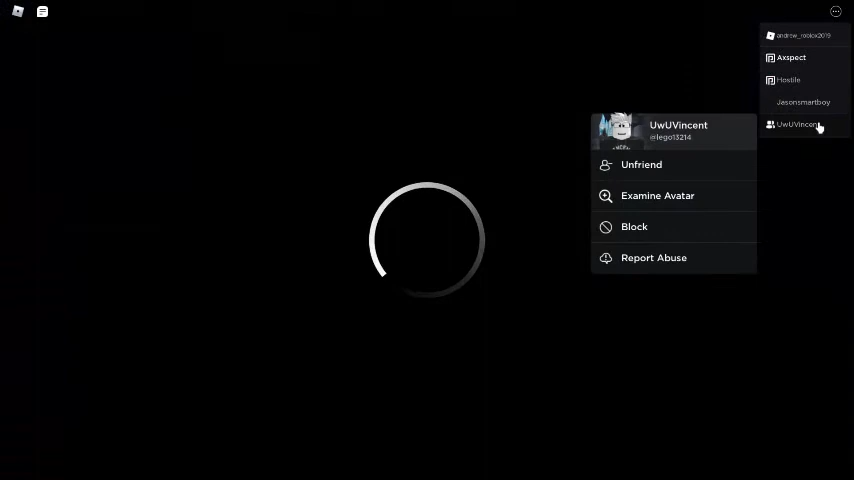 andrew_roblox2019
Axspect
Hostile
Jasonsmartboy
UwUVincent
UwUVincent
@lego13214
Unfriend
Examine Avatar
Block
Report Abuse